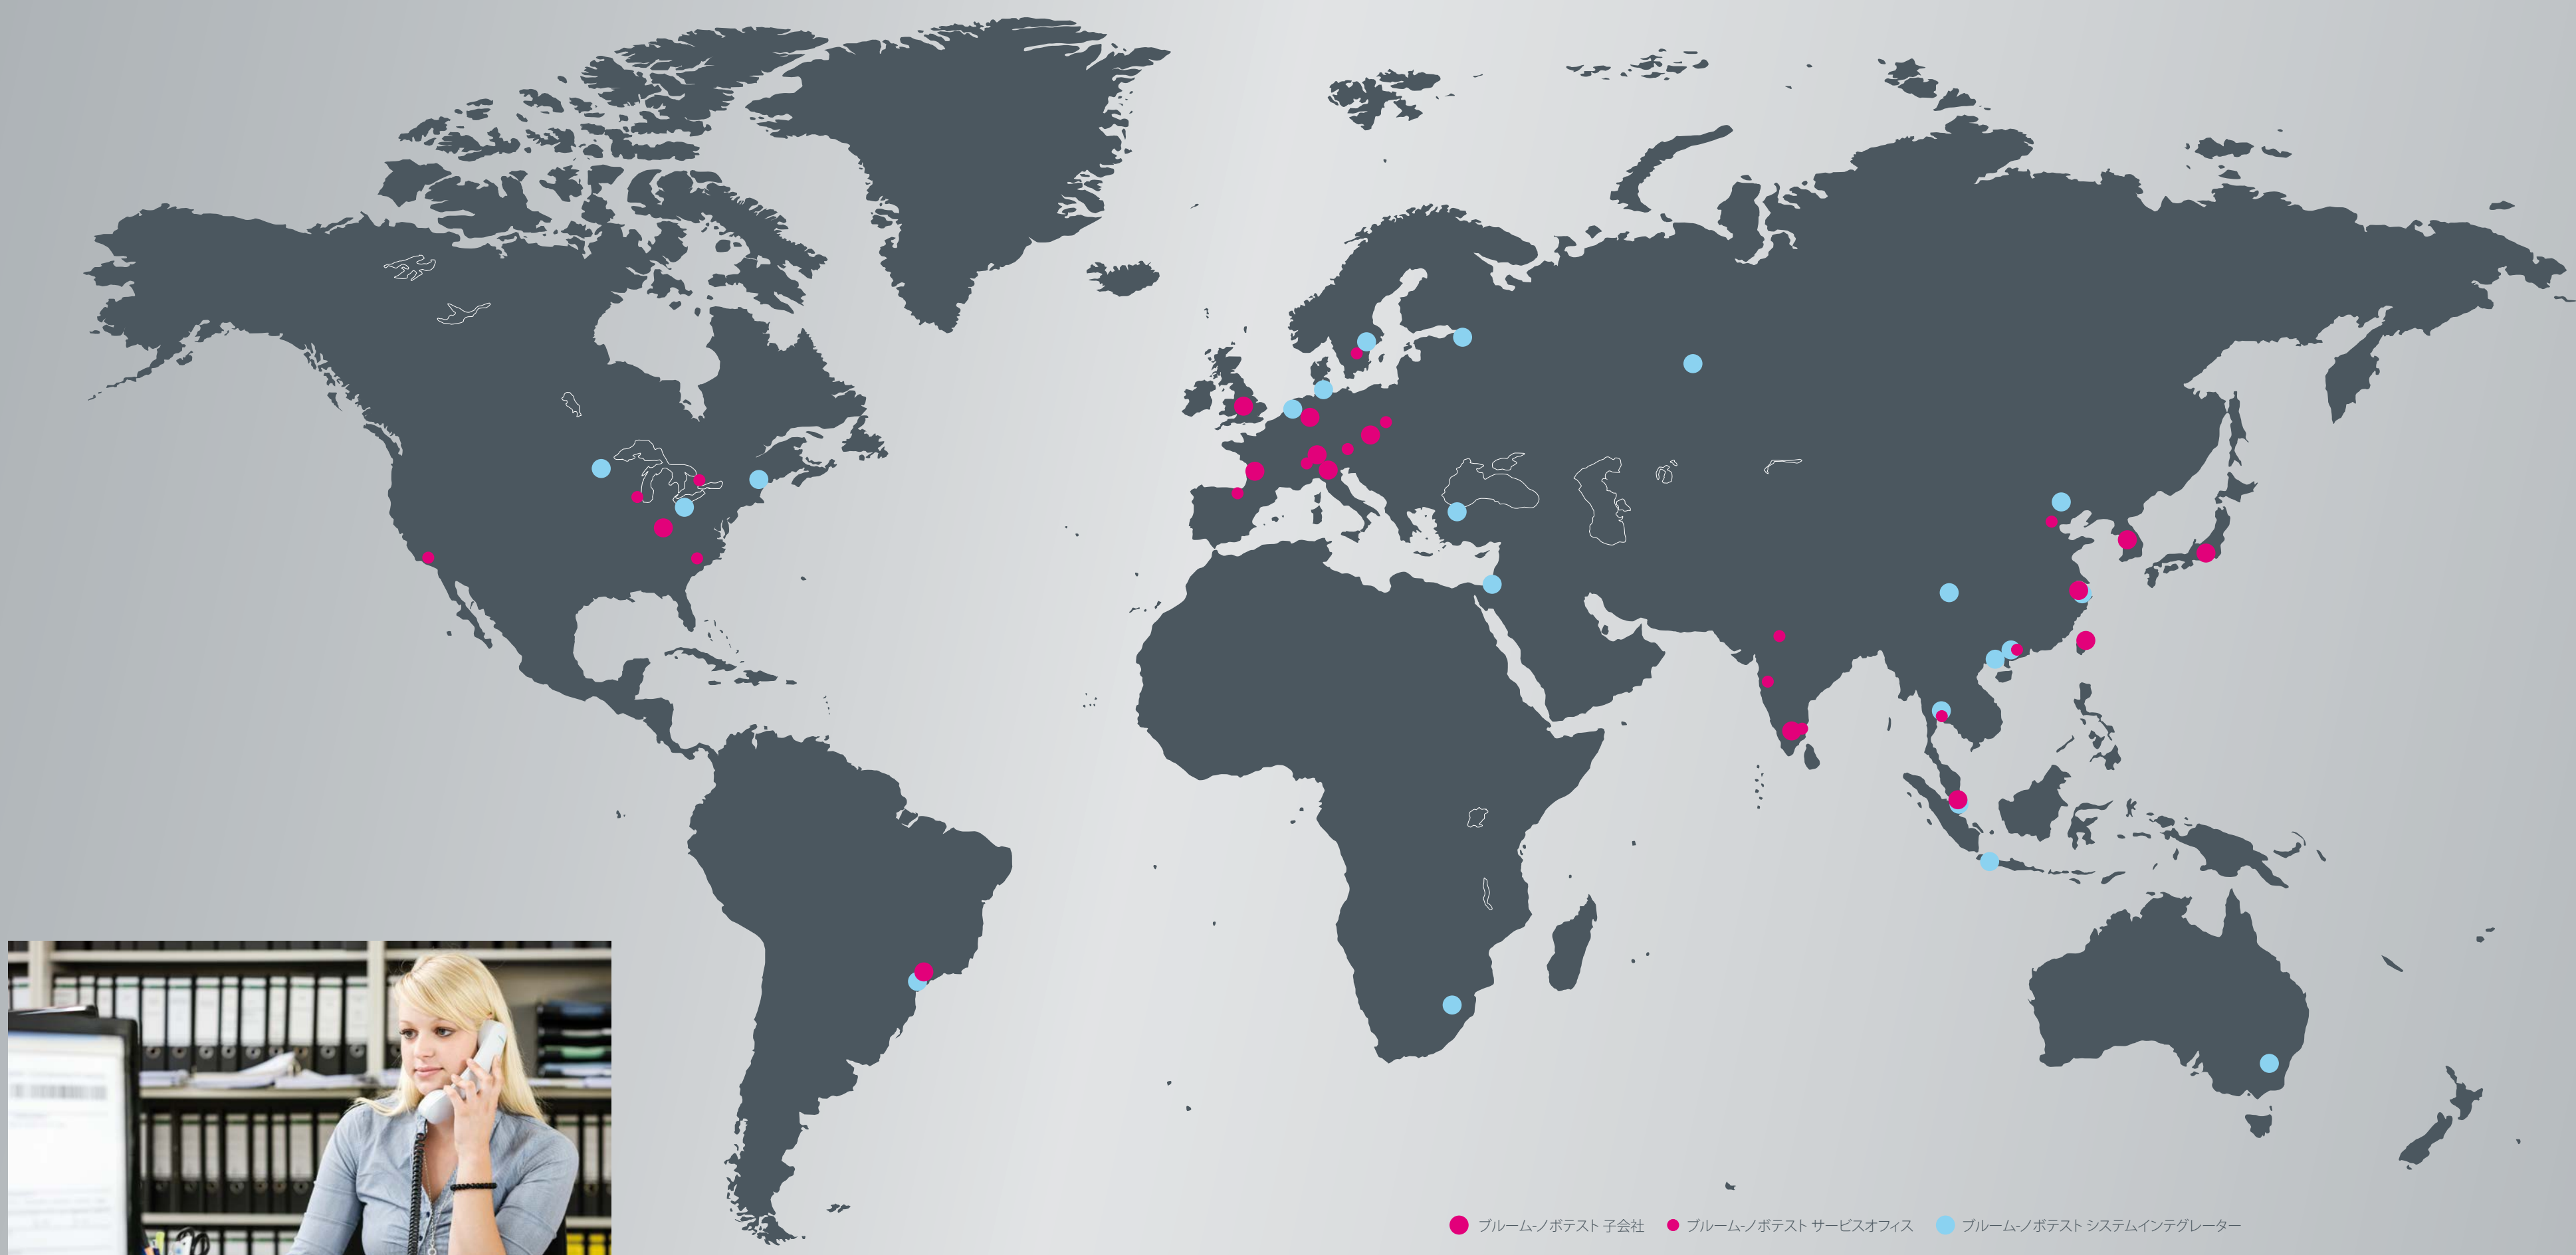 ブルーム-ノボテスト 子会社
ブルーム-ノボテスト サービスオフィス
ブルーム-ノボテスト システムインテグレーター